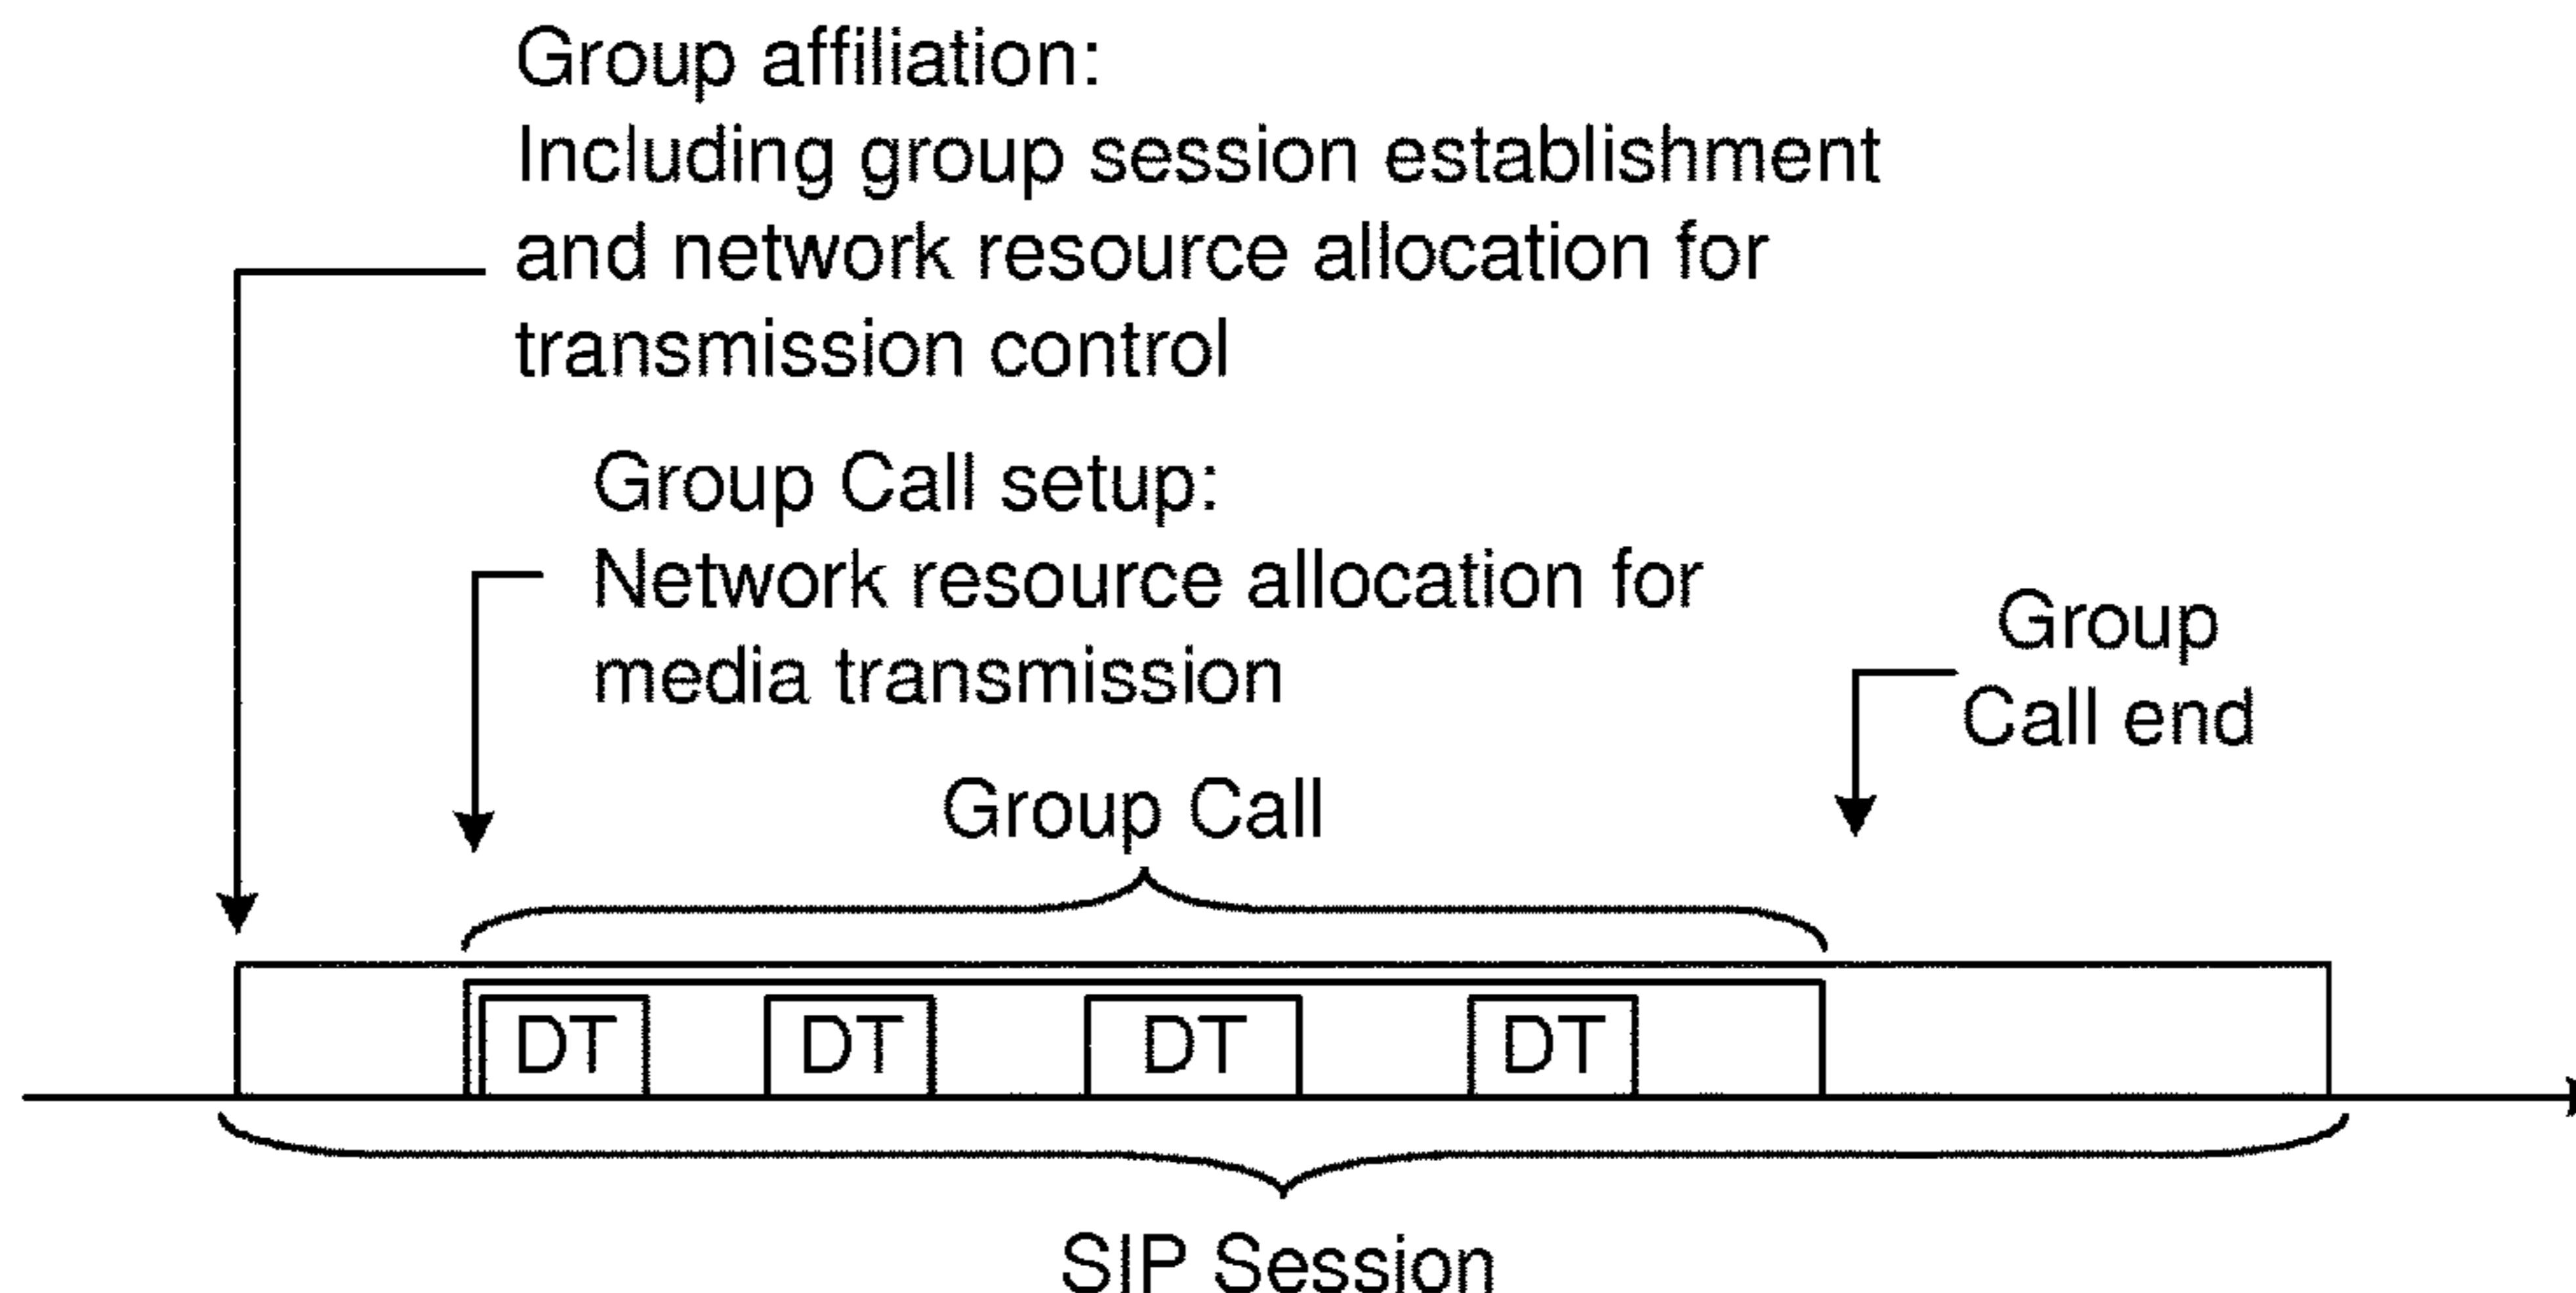 Group affiliation:
Including group session establishment
and network resource allocation for
transmission control
Group Call setup:
Network resource allocation for
media transmission
Group
Call end
Group Call
DT DT DT DT
SIP Session